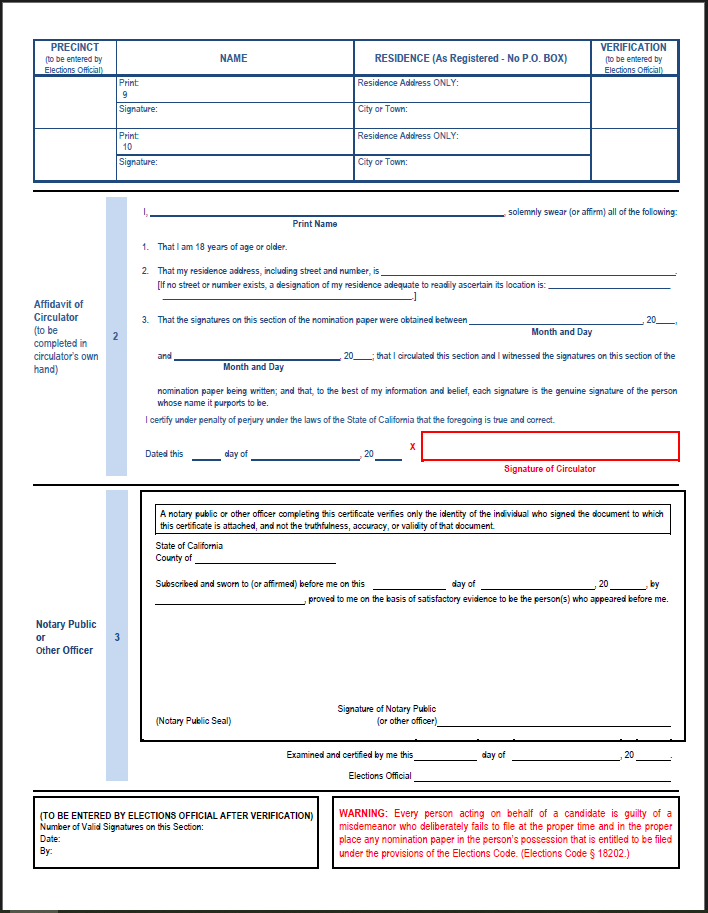 PRECINCT
(to be entered by
Elections Official)
NAME
RESIDENCE (As Registered - No P.O. BOX)
VERIFICATION
(to be entered by
Elections Official)
Print:
9
Residence Address ONLY:
Signature:
City or Town:
Print:
10
Residence Address ONLY:
Signature:
City or Town:
Affidavit of
Circulator
(to be
completed in
circulator's own
hand)
2
I, , solemnly swear (or affirm) all of the following:
Print Name
1. That I am 18 years of age or older.
2. That my residence address, including street and number, is .
[If no street or number exists, a designation of my residence adequate to readily ascertain its location is:
.]
3. That the signatures on this section of the nomination paper were obtained between , 20 ,
Month and Day
and , 20 ; that I circulated this section and I witnessed the signatures on this section of the
Month and Day
nomination paper being written; and that, to the best of my information and belief, each signature is the genuine signature of the person
whose name it purports to be.
I certify under penalty of perjury under the laws of the State of California that the foregoing is true and correct.
Dated this day of , 20 X
Signature of Circulator
Notary Public
or
Other Officer
3
A notary public or other officer completing this certificate verifies only the identity of the individual who signed the document to which
this certificate is attached, and not the truthfulness, accuracy, or validity of that document.
State of California
County of
Subscribed and sworn to (or affirmed) before me on this day of , 20 , by
, proved to me on the basis of satisfactory evidence to be the person(s) who appeared before me.
Signature of Notary Public
(Notary Public Seal) (or other officer)
Examined and certified by me this day of , 20 .
Elections Official
(TO BE ENTERED BY ELECTIONS OFFICIAL AFTER VERIFICATION)
Number of Valid Signatures on this Section:
Date:
By:
WARNING: Every person acting on behalf of a candidate is guilty of a
misdemeanor who deliberately fails to file at the proper time and in the proper
place any nomination paper in the person's possession that is entitled to be filed
under the provisions of the Elections Code. (Elections Code § 18202.)